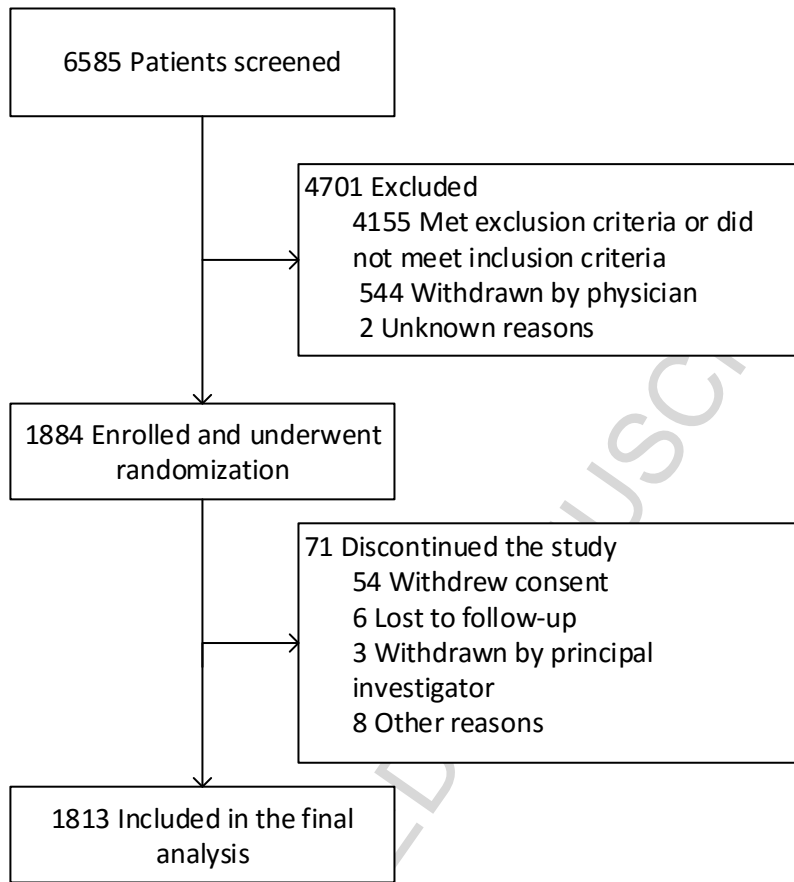 6585 Patients screened
4701 Excluded
4155 Met exclusion criteria or did
not meet inclusion criteria
544 Withdrawn by physician
2 Unknown reasons
1884 Enrolled and underwent
randomization
71 Discontinued the study
54 Withdrew consent
6 Lost to follow-up
3 Withdrawn by principal
investigator
8 Other reasons
1813 Included in the final
analysis